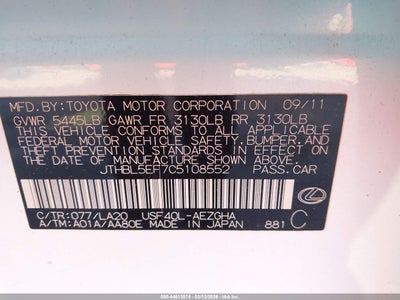 MFD. BY: TOYOTA MOTOR CORPORATION 09/11
GVWR 5445LB GAWR FR 3130LB RR 3130LB
THIS VEHICLE CONFORMS TO ALL APPLICABLE
FEDERAL MOTOR VEHICLE SAFETY, BUMPER, AND
THEFT PREVENTION STANDARDS IN EFFECT ON
THE DATE OF MANUFACTURE SHOWN ABOVE.
JTHBL5EF7C5108552 PASS.CAR
C/TR:077/LA20 USF40L-AEZGHA
A/TM:A01A/AA80E MADE IN JAPAN 881 C